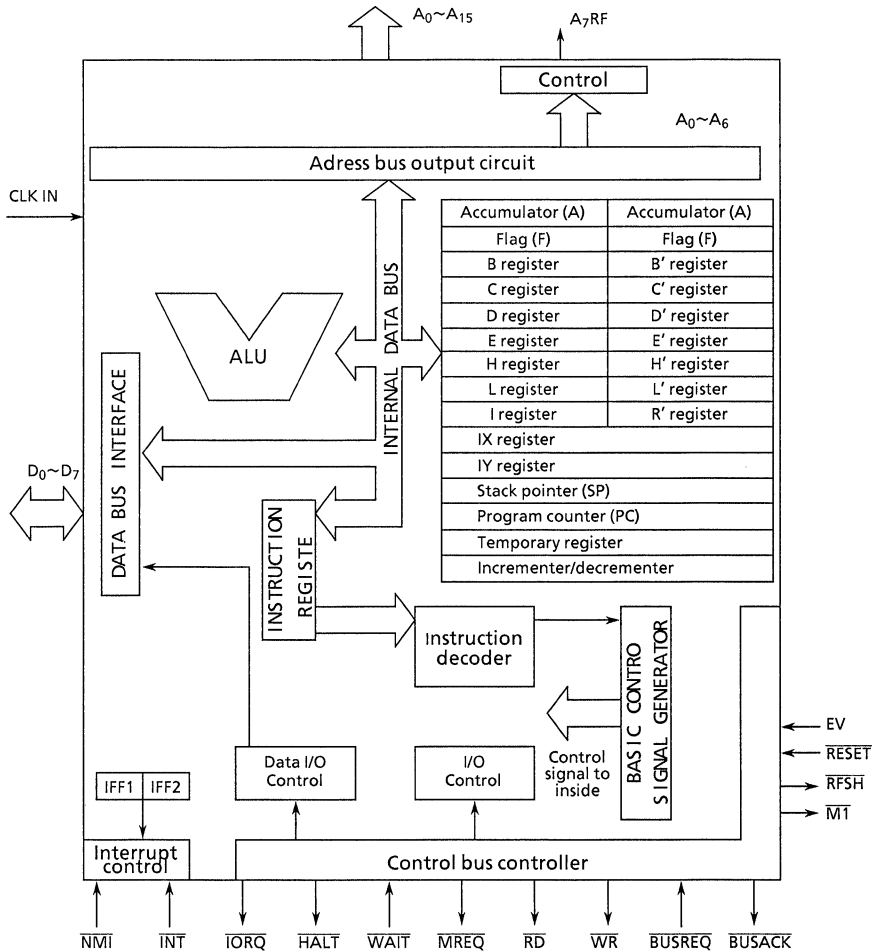 A0~A15
A7RF
Control
A0~A6
Adress bus output circuit
CLK IN
Accumulator (A) Accumulator (A)
Flag (F) Flag (F)
B register B′ register
C register C′ register
D register D′ register
E register E′ register
H register H′ register
L register L′ register
I register R′ register
IX register
IY register
Stack pointer (SP)
Program counter (PC)
Temporary register
Incrementer/decrementer
INTERNAL DATA BUS
ALU
DATA BUS INTERFACE
D0~D7
INSTRUCTION
REGISTE
Instruction
decoder
BASIC CONTRO
SIGNAL GENERATOR
Control
signal to
inside
EV
RESET
RFSH
M1
Data I/O
Control
I/O
Control
IFF1 IFF2
Interrupt
control
Control bus controller
NMI INT IORQ HALT WAIT MREQ RD WR BUSREQ BUSACK